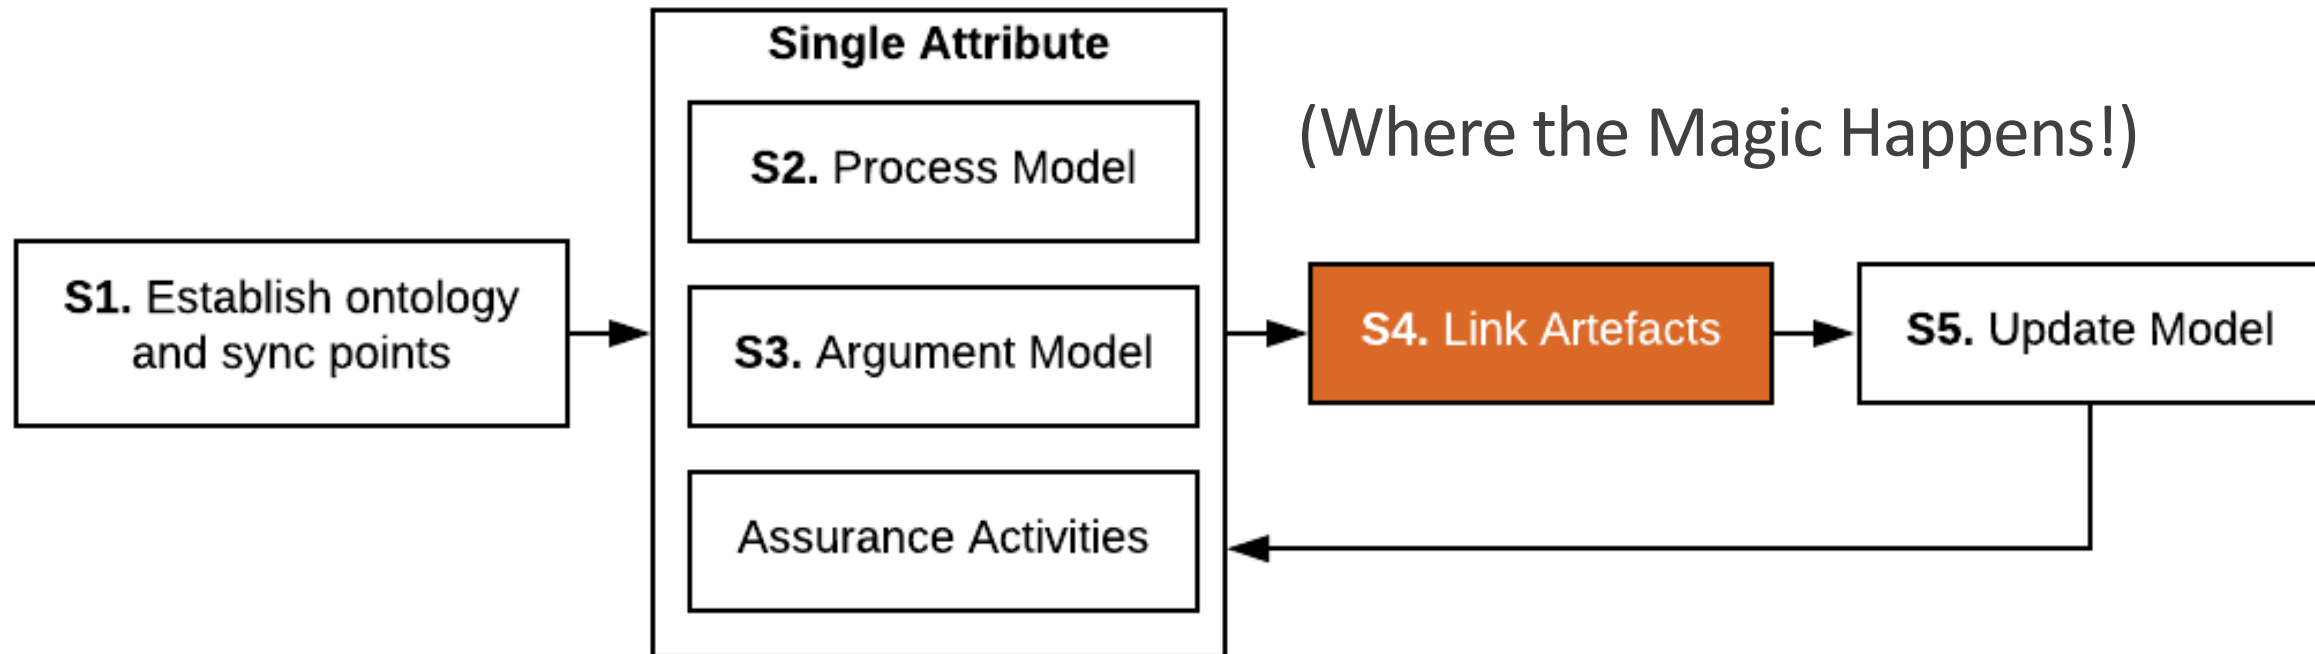 Single Attribute
S2. Process Model
(Where the Magic Happens!)
S1. Establish ontology
and sync points
S3. Argument Model
S4. Link Artefacts
S5. Update Model
Assurance Activities